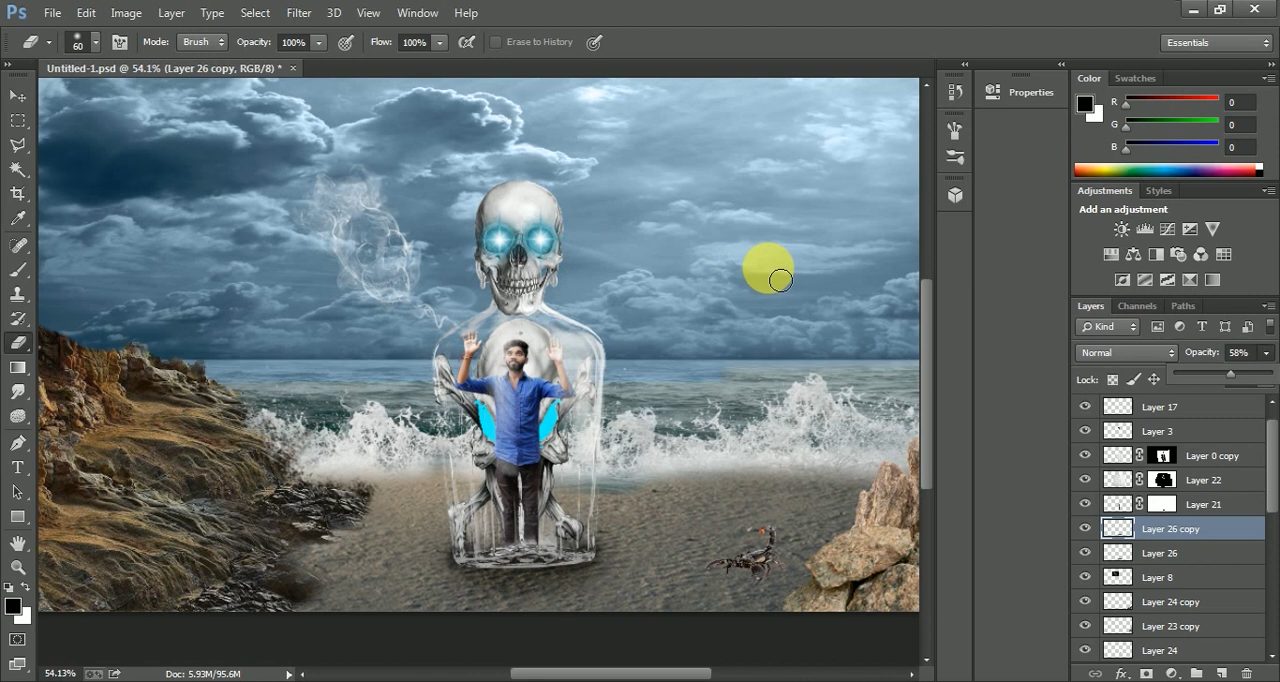 Ps File Edit Image Layer Type Select Filter 3D View Window Help
60 Mode: Brush Opacity: 100% Flow: 100% Erase to History Essentials
Untitled-1.psd @ 54.1% (Layer 26 copy, RGB/8) * ×
Properties
Color Swatches
R 0
G 0
B 0
Adjustments Styles
Add an adjustment
Layers Channels Paths
Kind
Normal Opacity: 58%
Lock:
Layer 17
Layer 3
Layer 0 copy
Layer 22
Layer 21
Layer 26 copy
Layer 26
Layer 8
Layer 24 copy
Layer 23 copy
Layer 24
54.13% Doc: 5.93M/95.6M